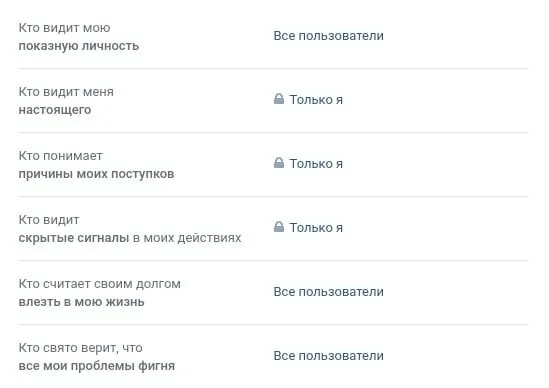 Кто видит мою
показную личность
Все пользователи
Кто видит меня
настоящего
Только я
Кто понимает
причины моих поступков
Только я
Кто видит
скрытые сигналы в моих действиях
Только я
Кто считает своим долгом
влезть в мою жизнь
Все пользователи
Кто свято верит, что
все мои проблемы фигня
Все пользователи